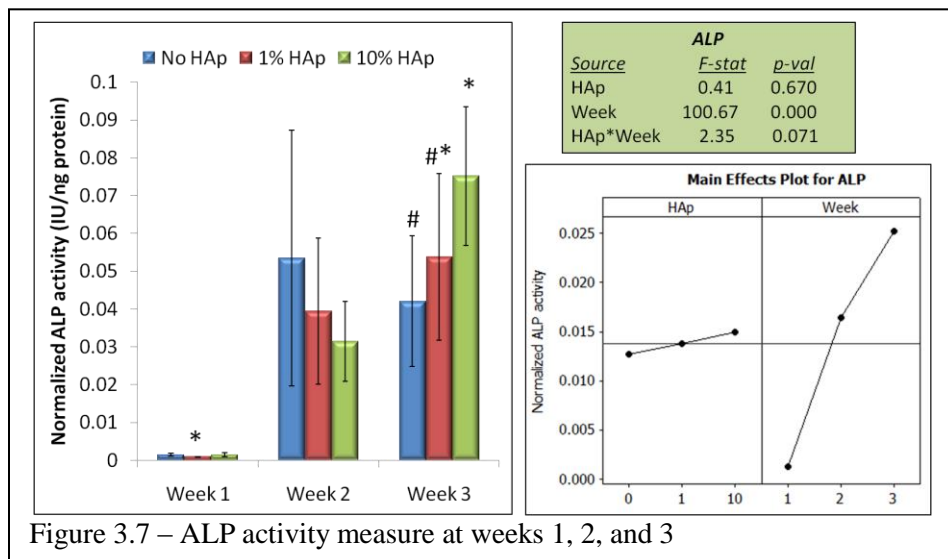 No HAp 1% HAp 10% HAp
Normalized ALP activity (IU/ng protein)
0.1
0.09
0.08
0.07
0.06
0.05
0.04
0.03
0.02
0.01
0
*
#
#*
*
Week 1 Week 2 Week 3
ALP
Source F-stat p-val
HAp 0.41 0.670
Week 100.67 0.000
HAp*Week 2.35 0.071
Main Effects Plot for ALP
HAp Week
Normalized ALP activity
0.025
0.020
0.015
0.010
0.005
0.000
0 1 10 1 2 3
Figure 3.7 – ALP activity measure at weeks 1, 2, and 3